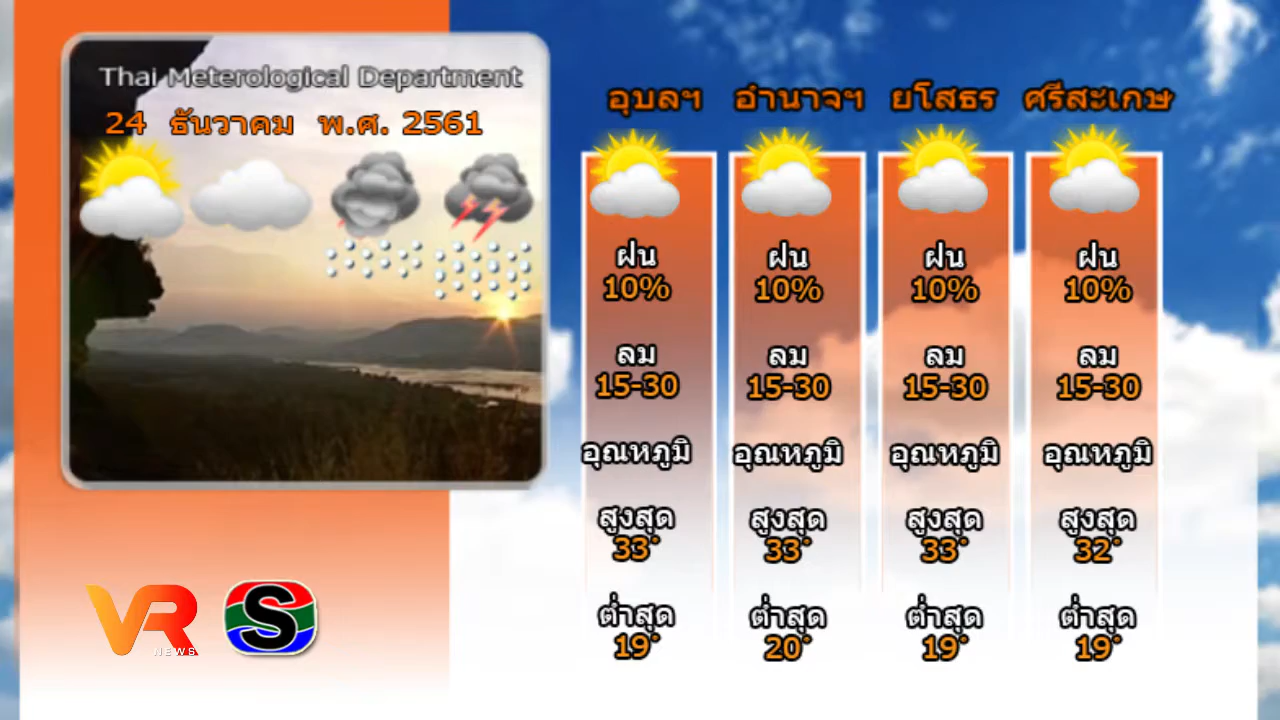 Thai Meterological Department
24 ธันวาคม พ.ศ. 2561
อุบลฯ อำนาจฯ ยโสธร ศรีสะเกษ
ฝน ฝน ฝน ฝน
10% 10% 10% 10%
ลม ลม ลม ลม
15-30 15-30 15-30 15-30
อุณหภูมิ อุณหภูมิ อุณหภูมิ อุณหภูมิ
สูงสุด สูงสุด สูงสุด สูงสุด
33° 33° 33° 32°
ต่ำสุด ต่ำสุด ต่ำสุด ต่ำสุด
19° 20° 19° 19°
VR S
NEWS